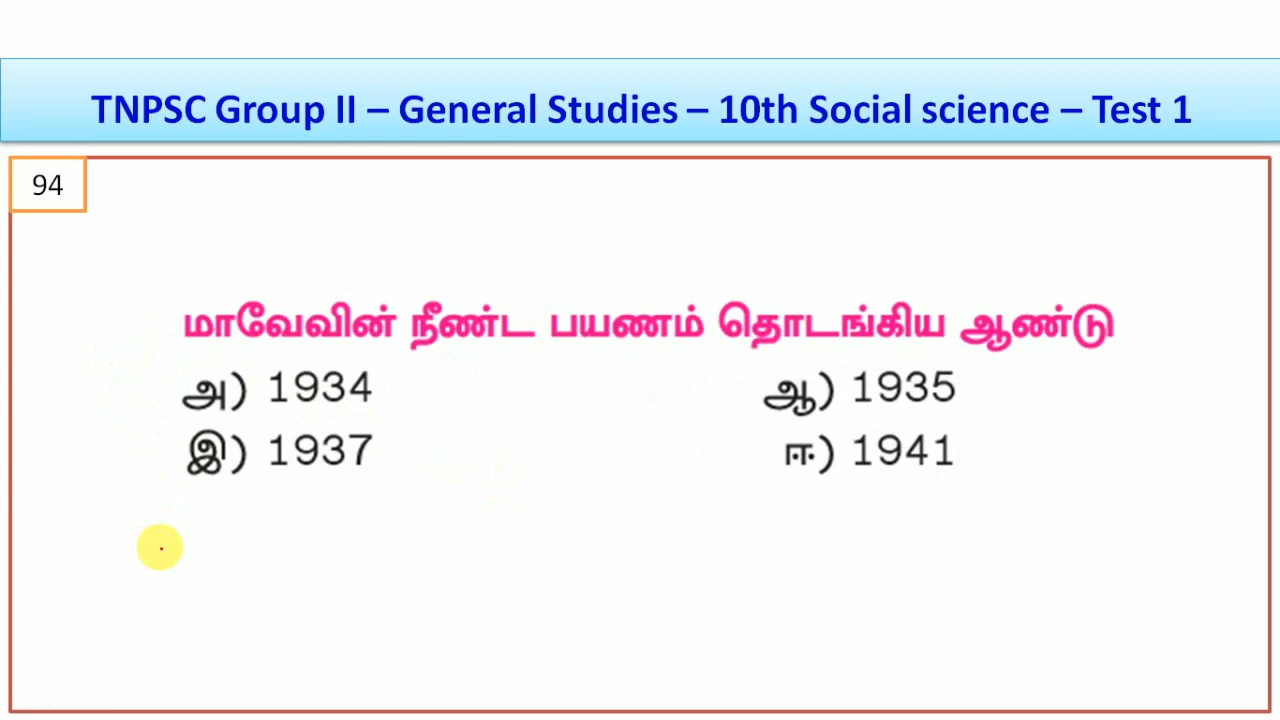 TNPSC Group II – General Studies – 10th Social science – Test 1
94
மாவேவின் நீண்ட பயணம் தொடங்கிய ஆண்டு
அ) 1934 ஆ) 1935
இ) 1937 ஈ) 1941